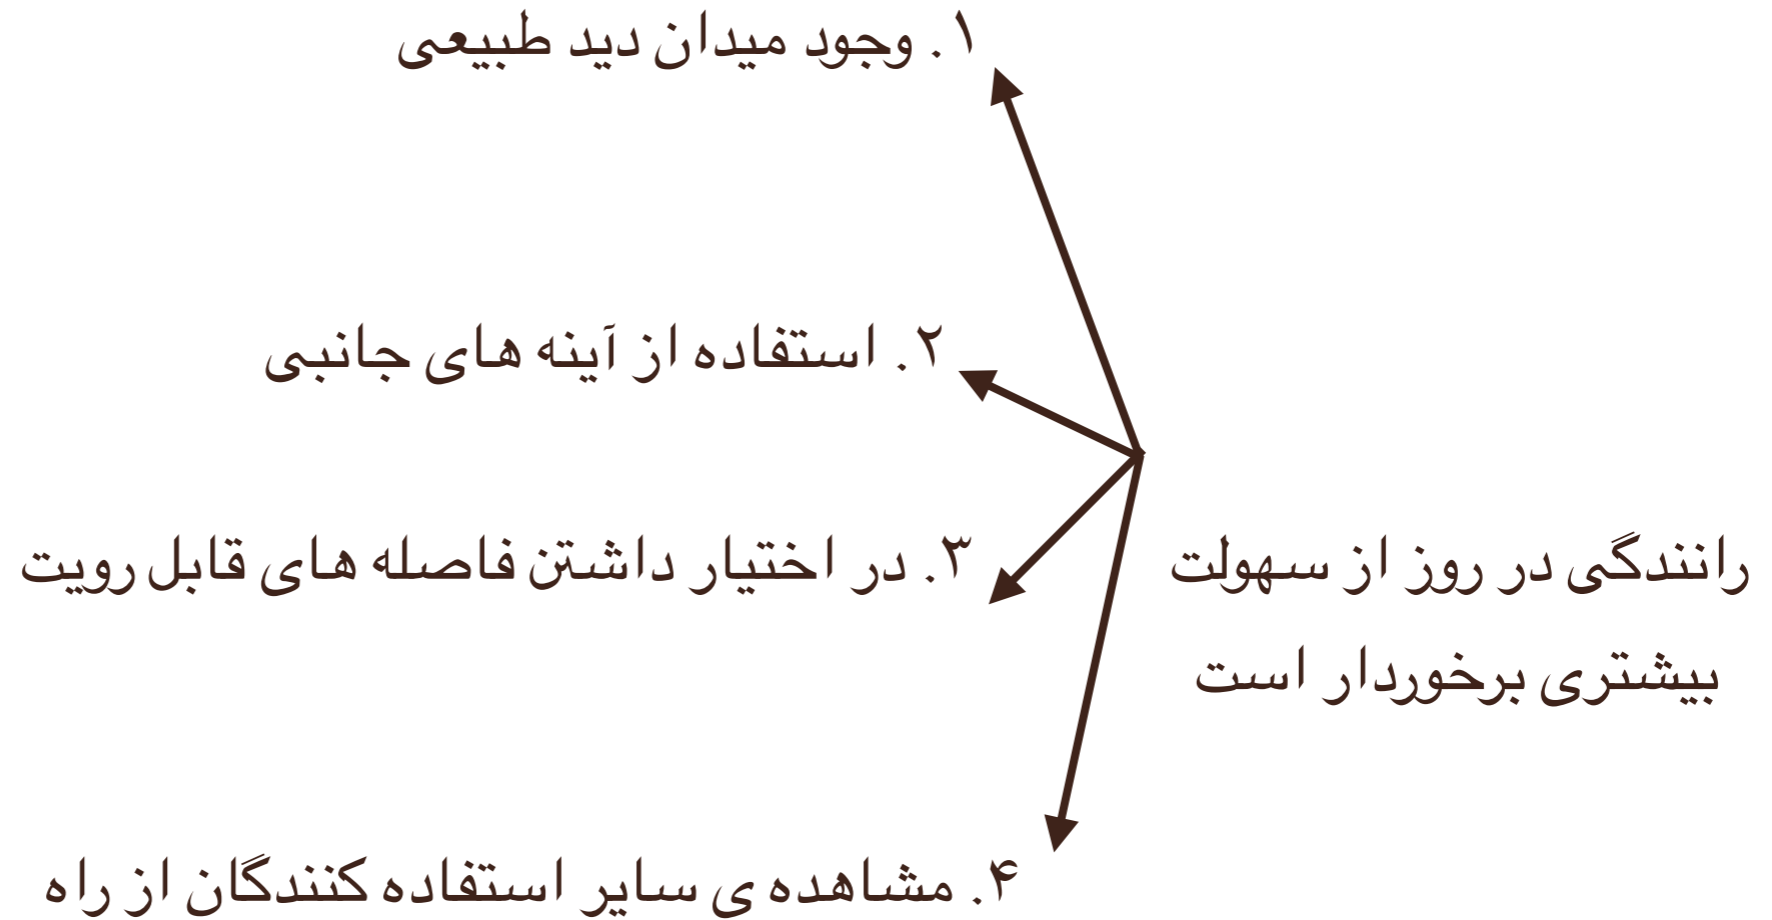 رانندگی در روز از سهولت
بیشتری برخوردار است
۱. وجود میدان دید طبیعی
۲. استفاده از آینه های جانبی
۳. در اختیار داشتن فاصله های قابل رویت
۴. مشاهده ی سایر استفاده کنندگان از راه